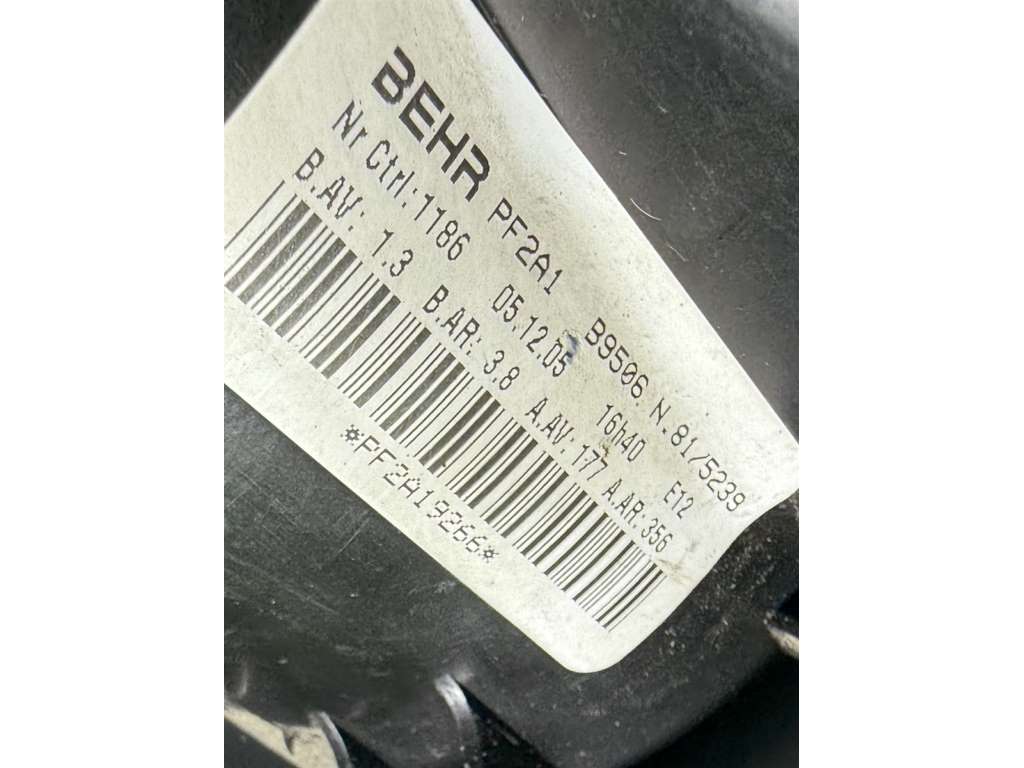 BEHR PF2A1 B9506 N.81/5239
Nr Ctrl:1186 05.12.05 16h40 E12
B.AV: 1.3 B.AR: 3.8 A.AV:177 A.AR:356
*PF2A19266*